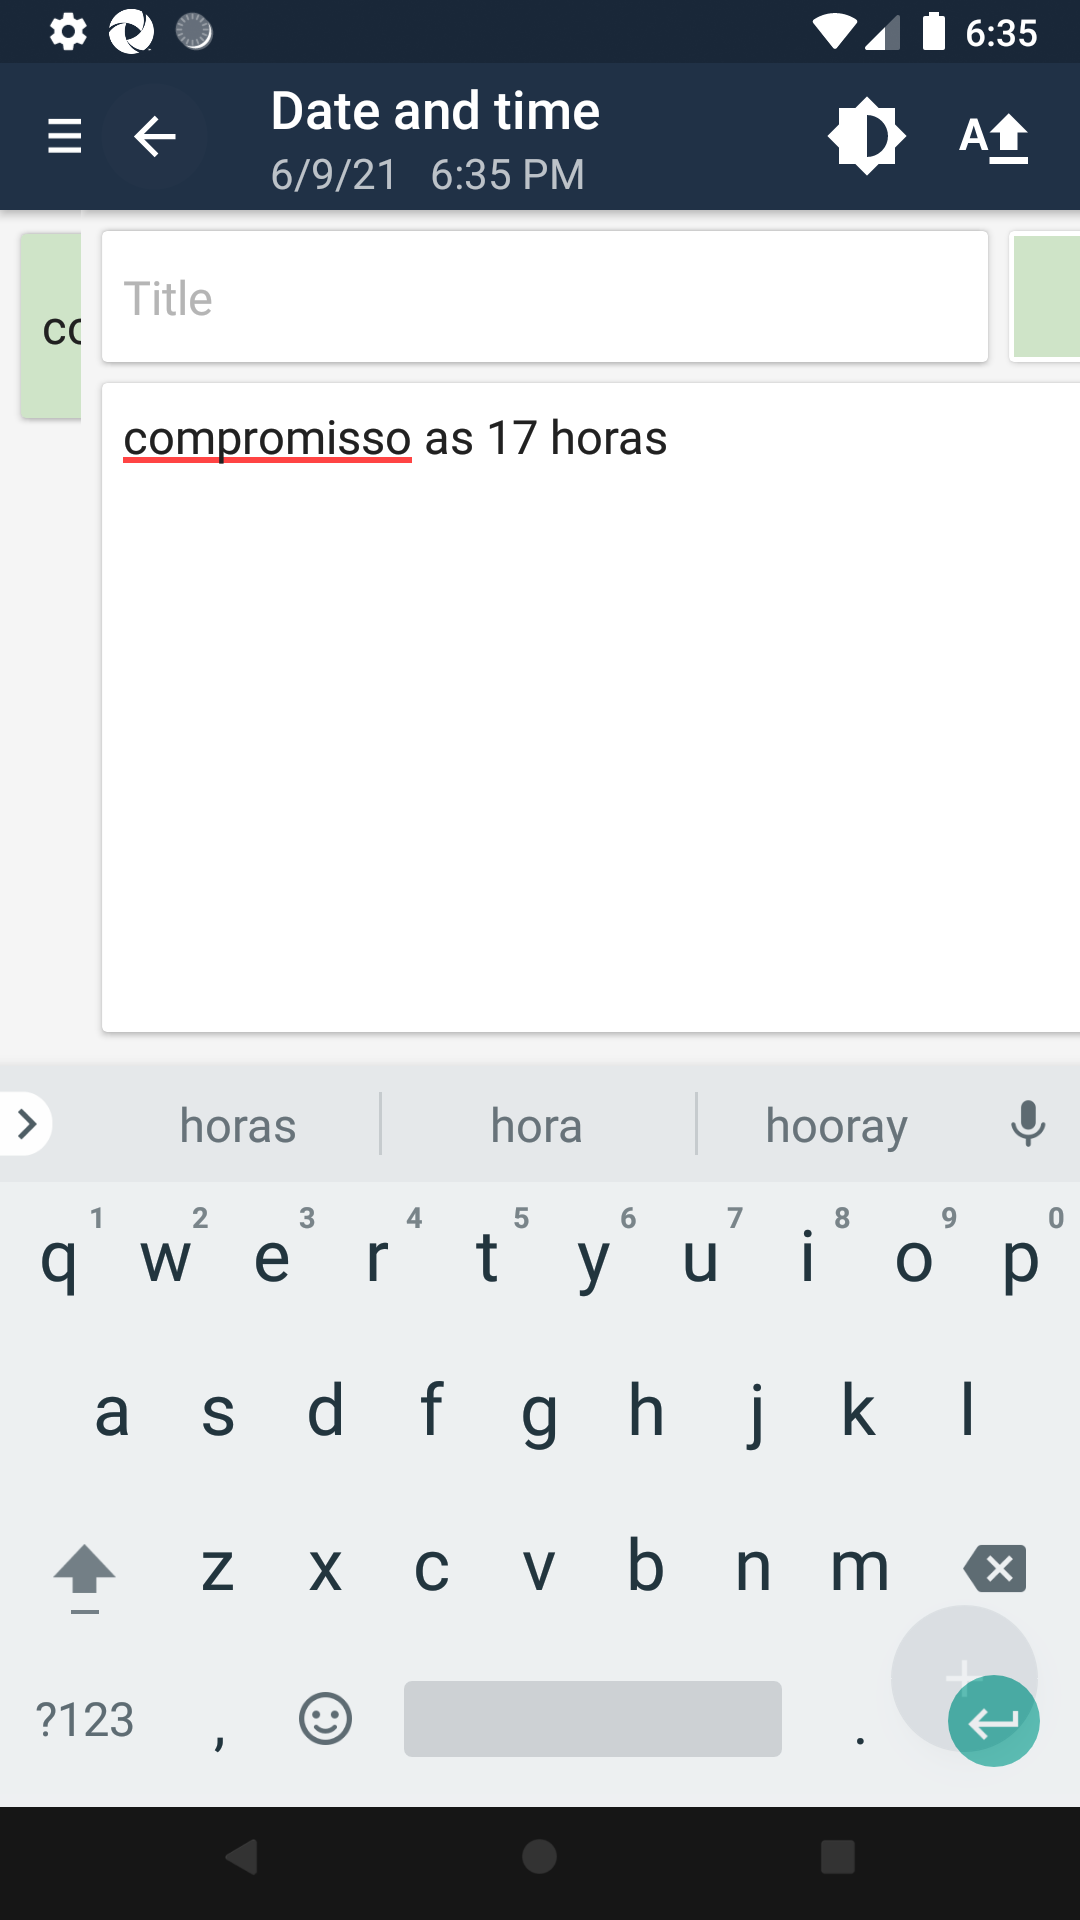 6:35
Date and time
6/9/21 6:35 PM
A
Title
co
compromisso as 17 horas
horas hora hooray
1 2 3 4 5 6 7 8 9 0
q w e r t y u i o p
a s d f g h j k l
z x c v b n m
?123 , .